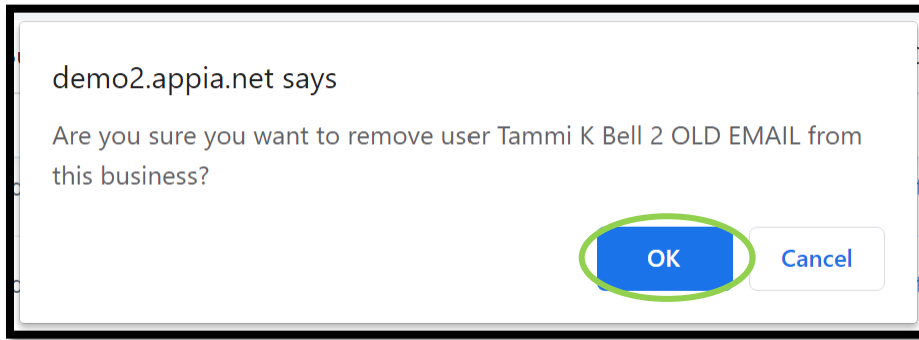 demo2.appia.net says
Are you sure you want to remove user Tammi K Bell 2 OLD EMAIL from
this business?
OK
Cancel